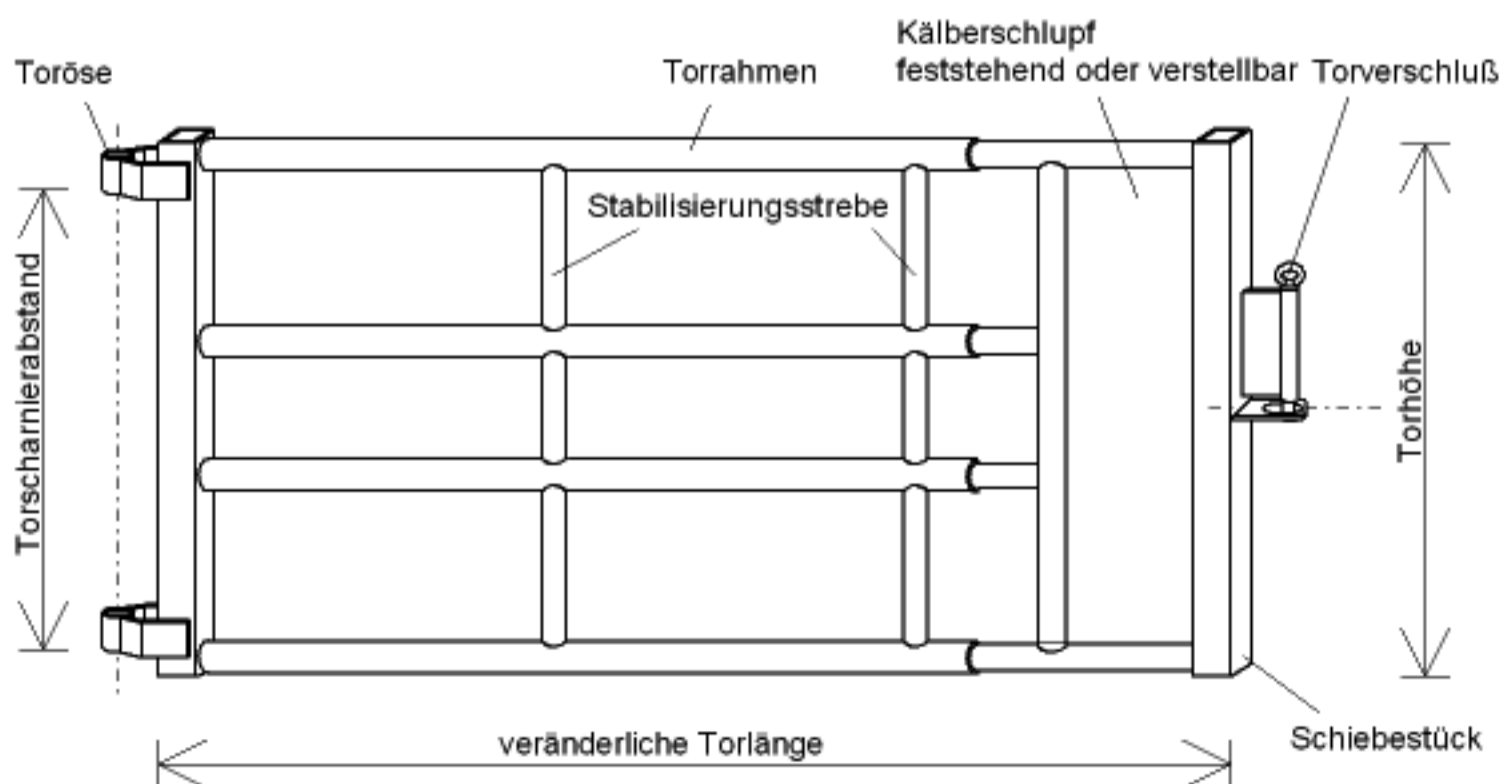 Kälberschlupf
feststehend oder verstellbar
Toröse
Torrahmen
Torverschluß
Stabilisierungsstrebe
Torscharnierabstand
Torhöhe
veränderliche Torlänge
Schiebestück